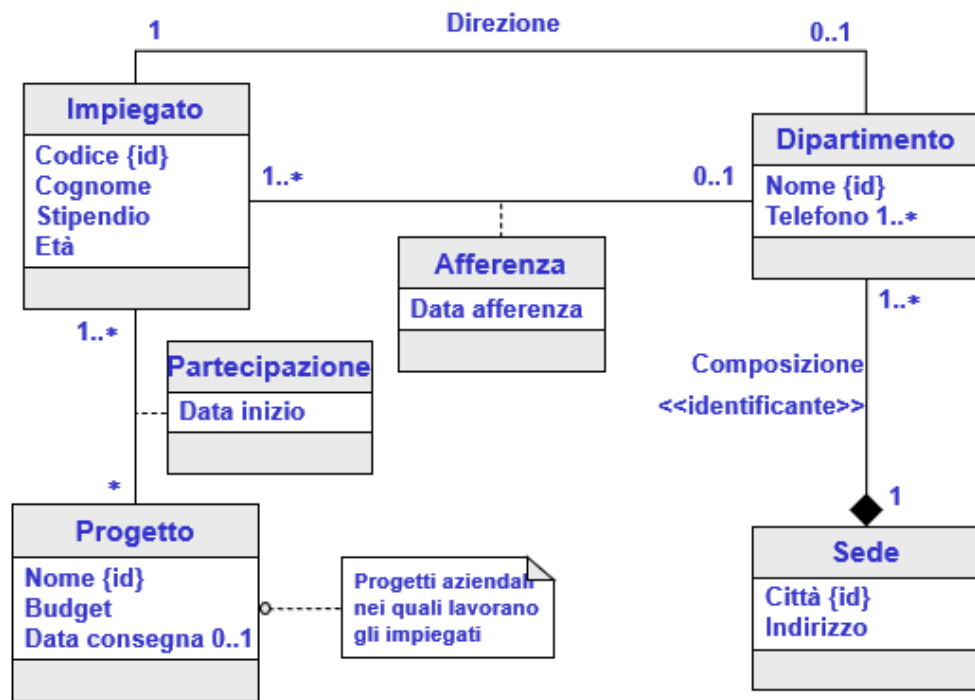 1
Direzione
0..1
Impiegato
Codice {id}
Cognome
Stipendio
Età
1..*
0..1
Dipartimento
Nome {id}
Telefono 1..*
Afferenza
Data afferenza
1..*
Partecipazione
Data inizio
*
1..*
Composizione
<<identificante>>
1
Progetto
Nome {id}
Budget
Data consegna 0..1
Progetti aziendali
nei quali lavorano
gli impiegati
Sede
Città {id}
Indirizzo